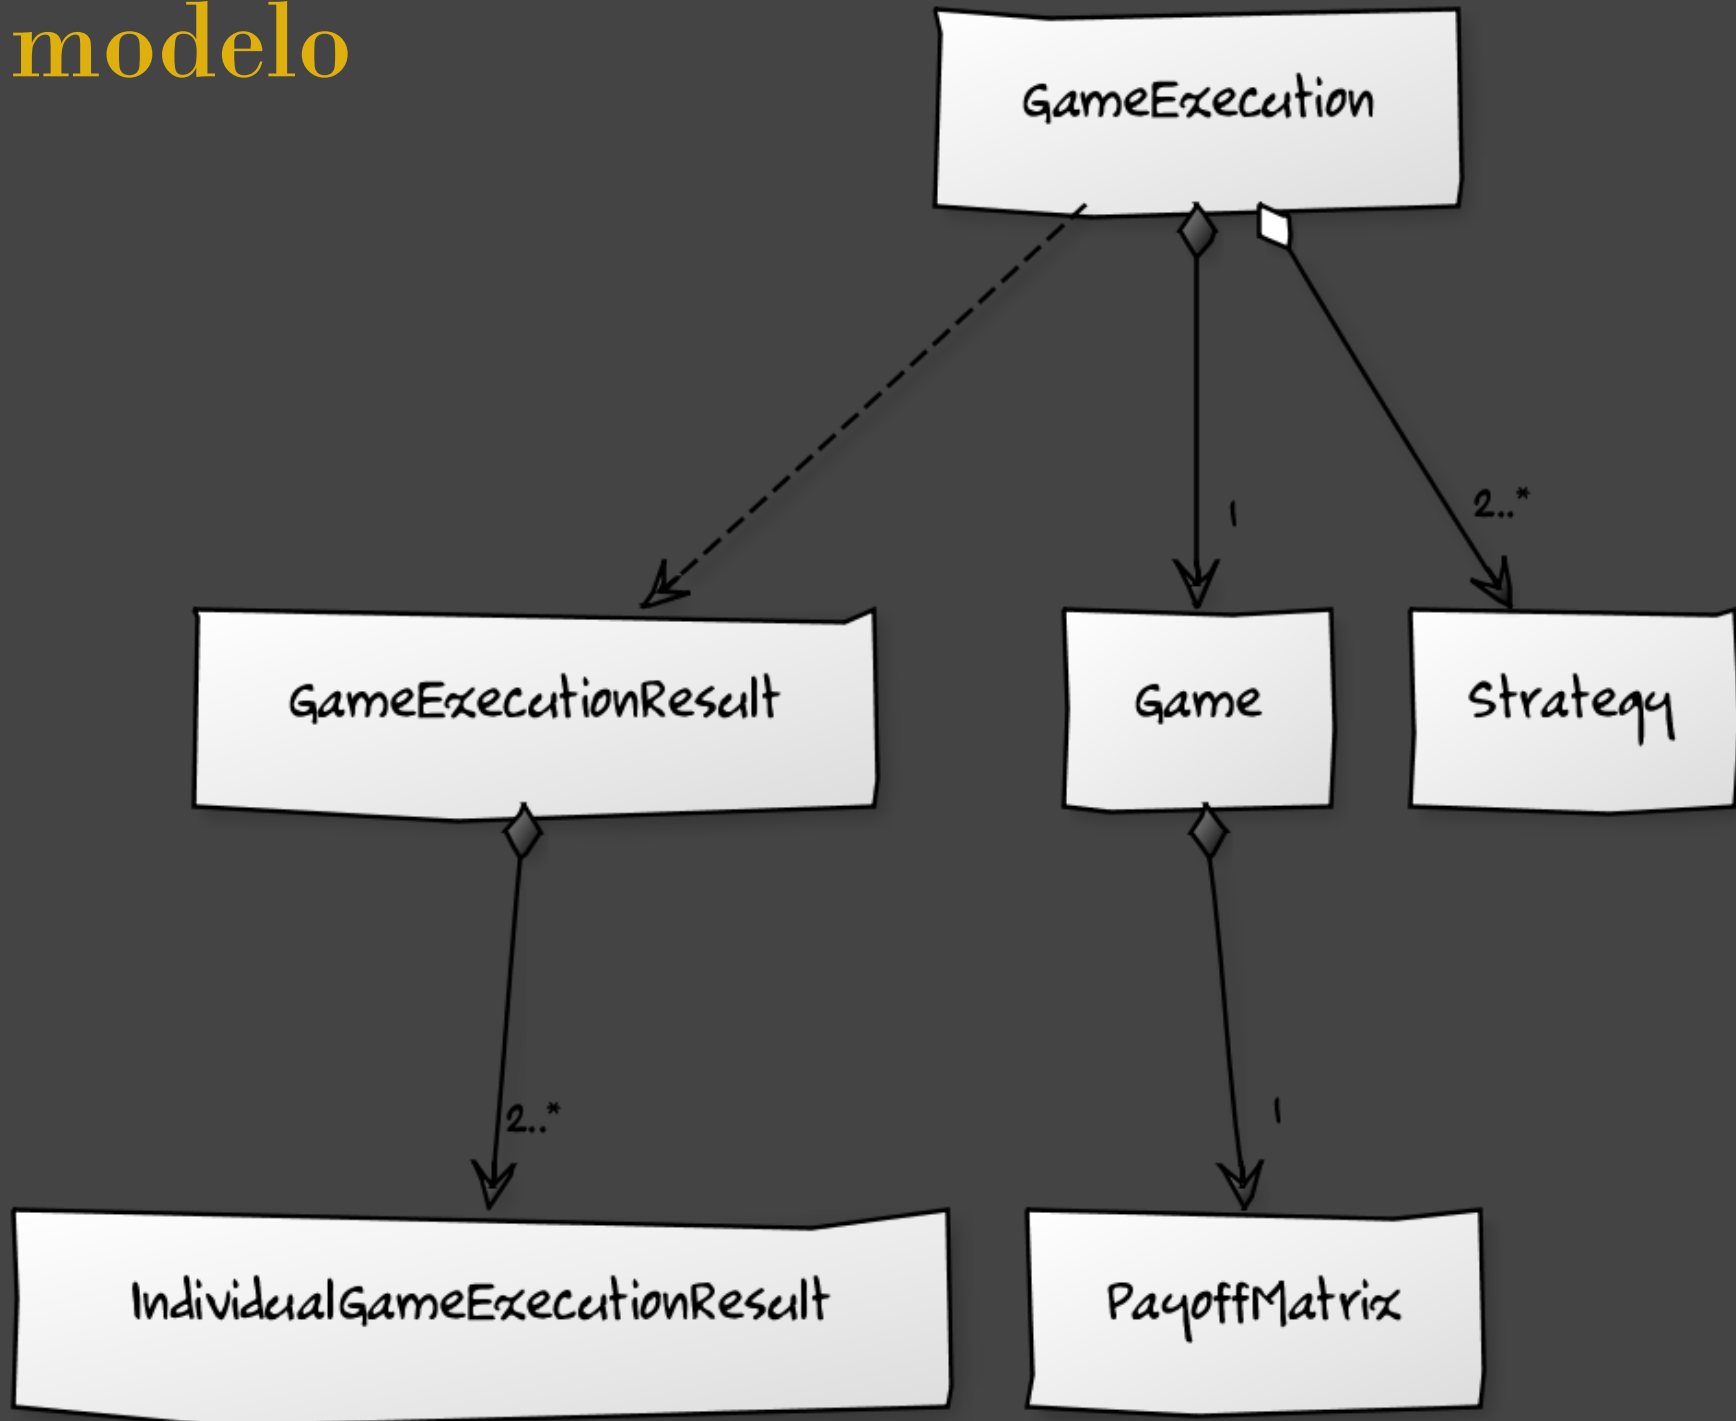 modelo
GameExecution
1
2..*
GameExecutionResult
Game
Strategy
2..*
1
IndividualGameExecutionResult
PayoffMatrix